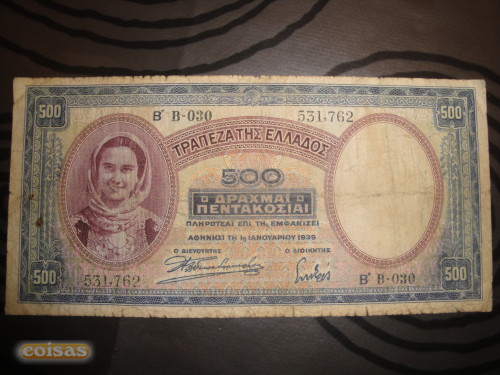 500 500
B' B-030 531,762
ΤΡΑΠΕΖΑ ΤΗΣ ΕΛΛΑΔΟΣ
500
ΔΡΑΧΜΑΙ
ΠΕΝΤΑΚΟΣΙΑΙ
ΠΛΗΡΩΤΕΑΙ ΕΠΙ ΤΗ ΕΜΦΑΝΙΣΕΙ
ΑΘΗΝΗΣΙ ΤΗ 1Η ΙΑΝΟΥΑΡΙΟΥ 1939
Ο ΔΙΕΥΘΥΝΤΗΣ Ο ΔΙΟΙΚΗΤΗΣ
531,762 B' B-030
500 500
coisas